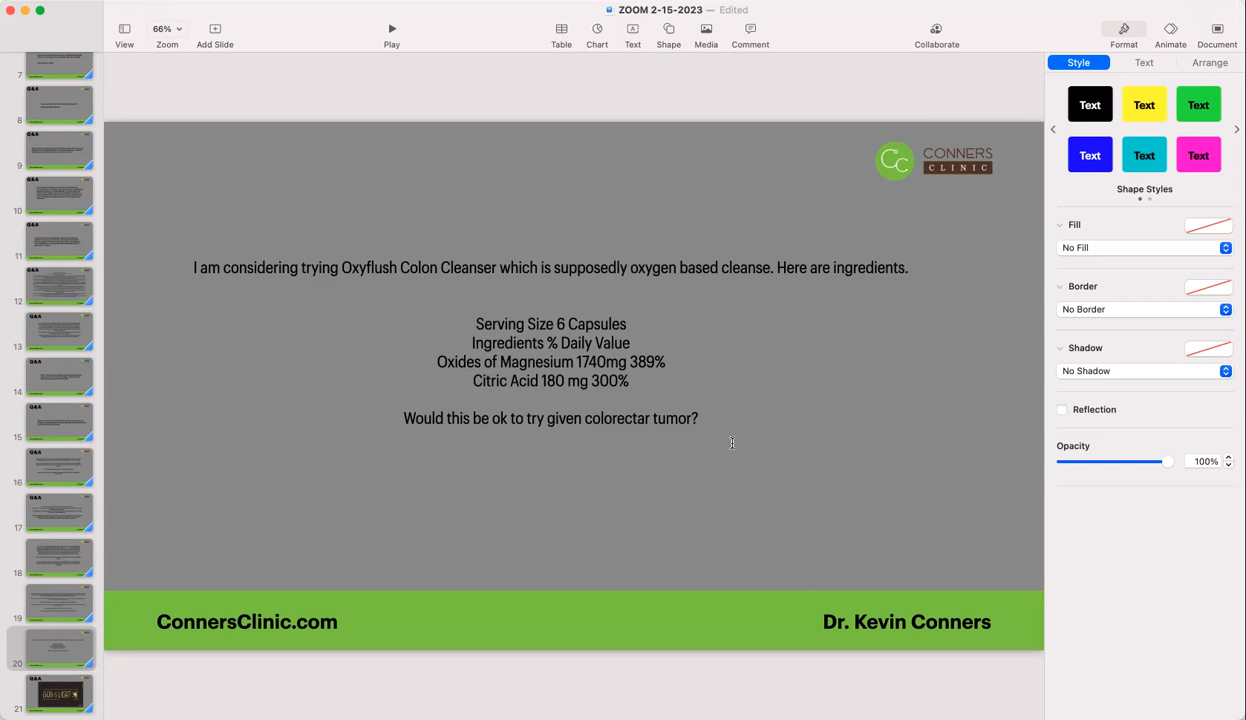 ZOOM 2-15-2023 — Edited
66%
View
Zoom
Add Slide
Play
Table
Chart
Text
Shape
Media
Comment
Collaborate
Format
Animate
Document
Style
Text
Arrange
Text
Text
Text
Text
Text
Text
Shape Styles
Fill
No Fill
Border
No Border
Shadow
No Shadow
Reflection
Opacity
100%
7
Q&A
8
Q&A
9
Q&A
10
Q&A
11
Q&A
12
Q&A
13
Q&A
14
Q&A
15
Q&A
16
Q&A
17
Q&A
18
19
20
Q&A
GOD is LIGHT
21
CC
CONNERS
CLINIC
I am considering trying Oxyflush Colon Cleanser which is supposedly oxygen based cleanse. Here are ingredients.
Serving Size 6 Capsules
Ingredients % Daily Value
Oxides of Magnesium 1740mg 389%
Citric Acid 180 mg 300%
Would this be ok to try given colorectar tumor?
ConnersClinic.com
Dr. Kevin Conners